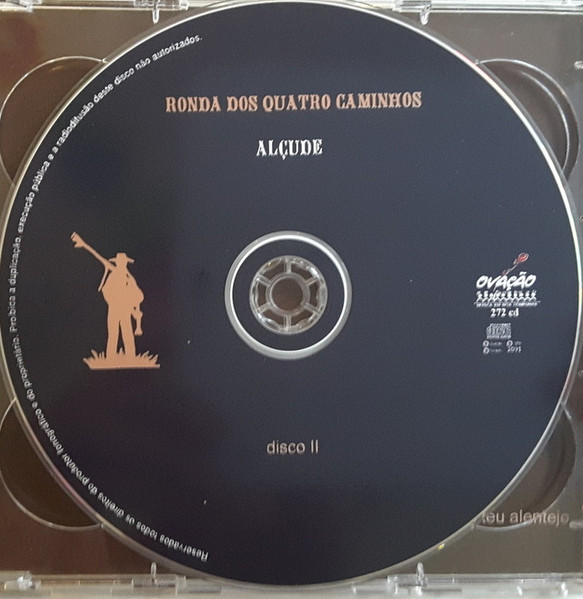 RONDA DOS QUATRO CAMINHOS
ALÇUDE
OVAÇÃO
272 cd
disco II
teu alentejo
Reservados todos os direitos do produtor fonográfico e do proprietário. Proibida a duplicação, execução pública e a radiodifusão deste disco não autorizados.